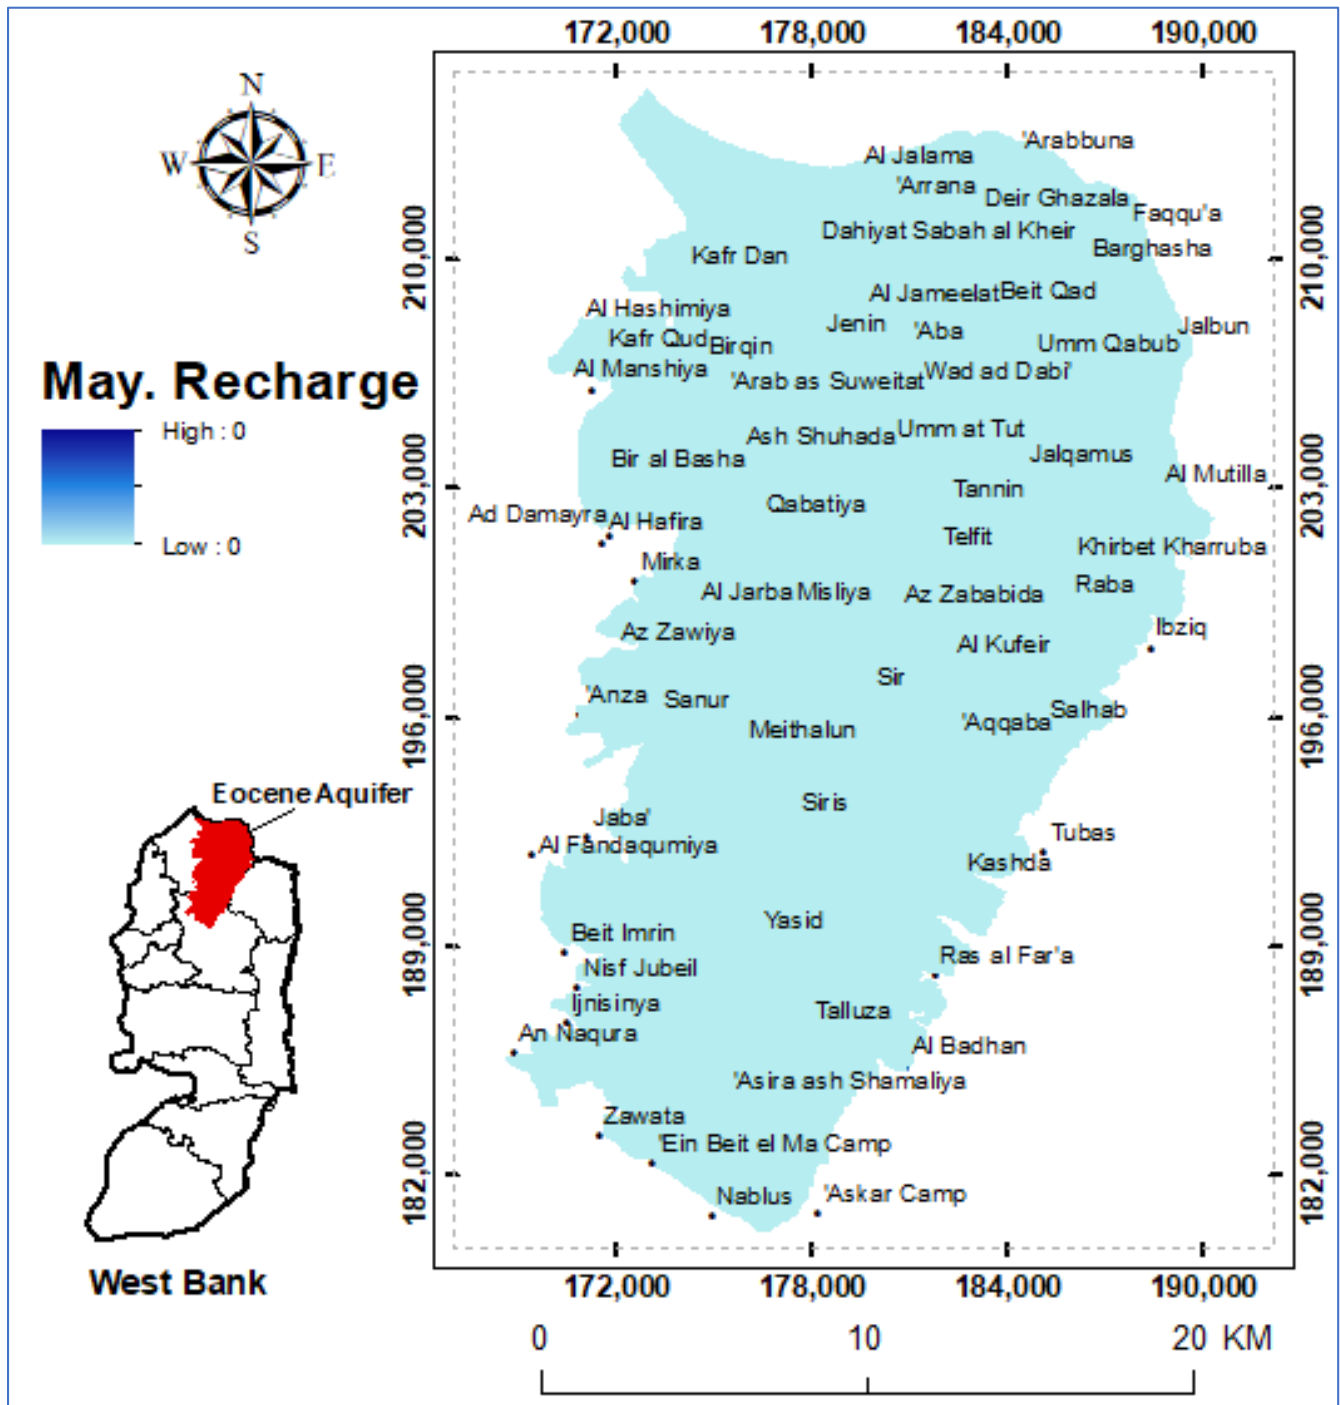 172,000 178,000 184,000 190,000
N
W E
S
'Arabbuna
Al Jalama
'Arrana
Deir Ghazala
Faqqu'a
Dahiyat Sabah al Kheir
Barghasha
Kafr Dan
210,000
210,000
Al Jameelat Beit Qad
Al Hashimiya
Jenin 'Aba
Jalbun
Kafr Qud Birqin
Umm Qabub
Al Manshiya
'Arab as Suweitat Wad ad Dabi'
May. Recharge
High : 0
Low : 0
Ash Shuhada Umm at Tut
Bir al Basha
Jalqamus
Al Mutilla
203,000
203,000
Tannin
Qabatiya
Ad Damayra Al Hafira
Telfit
Khirbet Kharruba
Mirka
Al Jarba Misliya
Az Zababida
Raba
Az Zawiya
Ibziq
Al Kufeir
Sir
'Anza Sanur
Salhab
'Aqqaba
Meithalun
196,000
196,000
Eocene Aquifer
Siris
Jaba'
Tubas
Al Fandaqumiya
Kashda
Yasid
Beit Imrin
189,000
189,000
Ras al Far'a
Nisf Jubeil
Ijnisinya
Talluza
An Naqura
Al Badhan
'Asira ash Shamaliya
Zawata
'Ein Beit el Ma Camp
182,000
182,000
Nablus 'Askar Camp
West Bank
172,000 178,000 184,000 190,000
0 10 20 KM